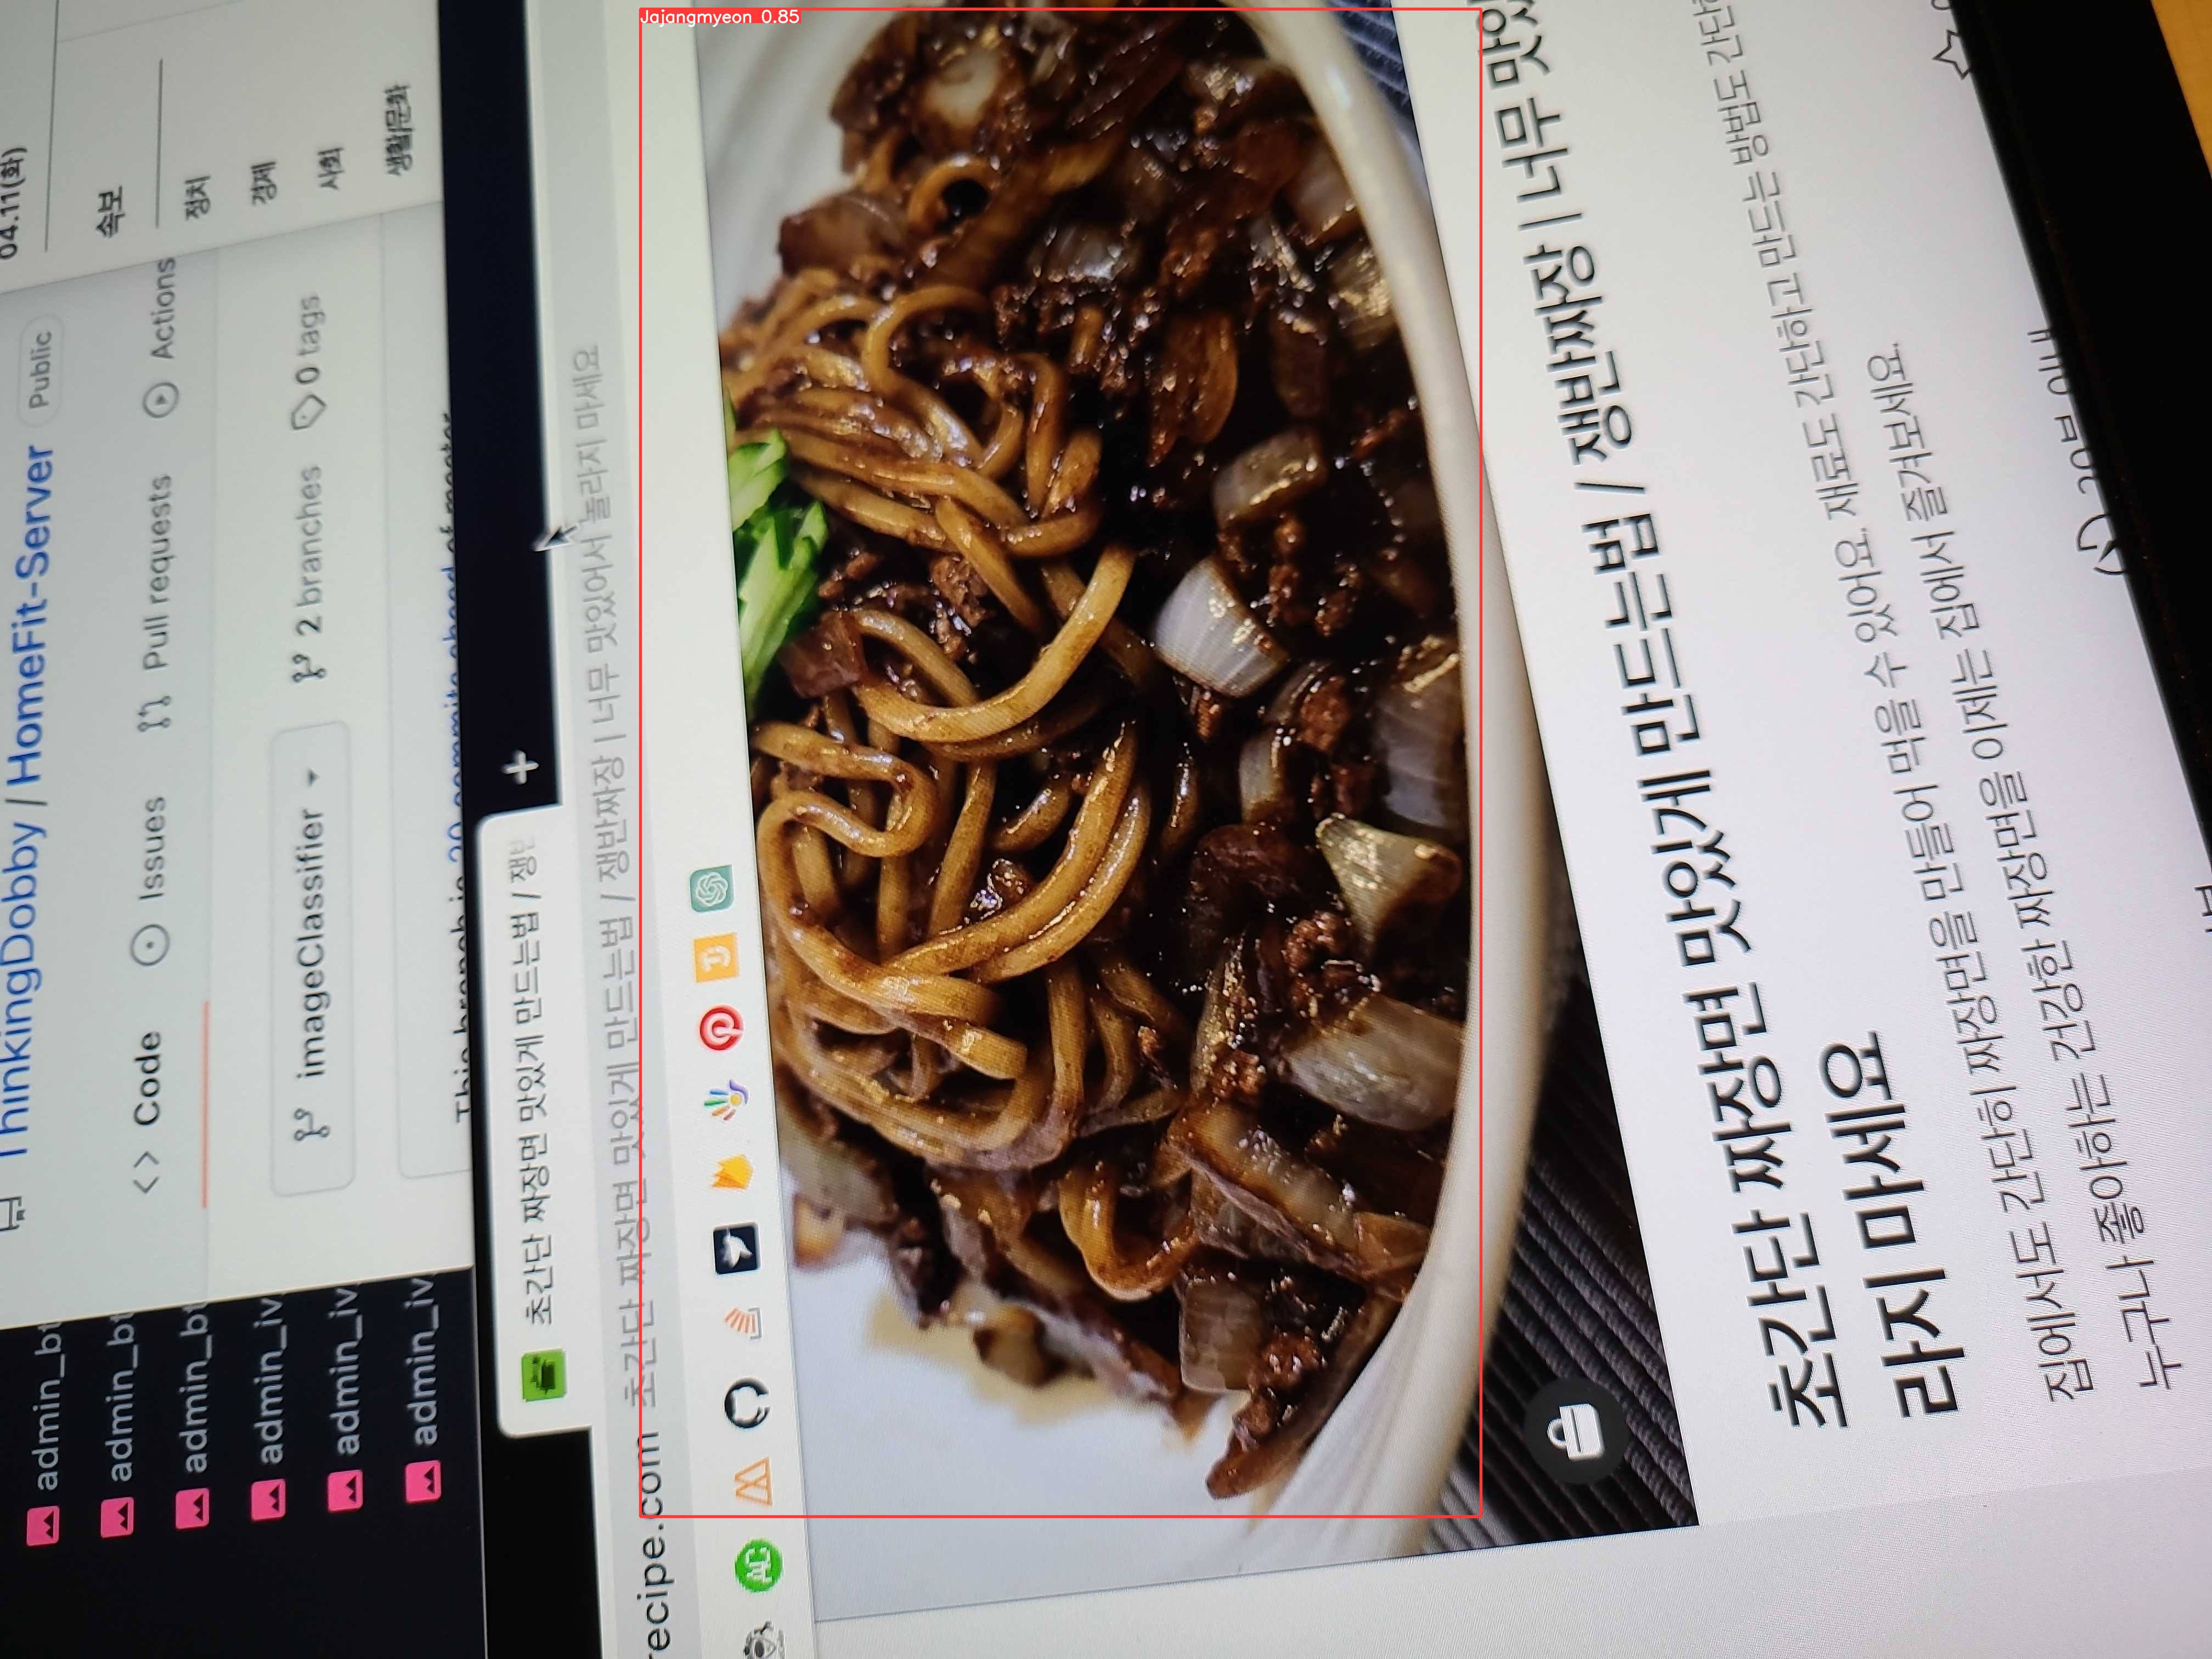 Jajangmyeon 0.85
04.11(화)
속보
정치
경제
사회
생활/문화
ThinkingDobby / HomeFit-Server Public
Code Issues Pull requests Actions
imageClassifier 2 branches 0 tags
admin_b
admin_b
admin_b
admin_iv
admin_iv
admin_iv
초간단 짜장면 맛있게 만드는법 / 쟁반
recipe.com 초간단 짜장면 맛있게 만드는법 / 쟁반짜장 | 너무 맛있어서 놀라지 마세요
초간단 짜장면 맛있게 만드는법 / 쟁반짜장 | 너무 맛있
라지 마세요
집에서도 간단히 짜장면을 만들어 먹을 수 있어요. 재료도 간단하고 만드는 방법도 간단
누구나 좋아하는 건강한 짜장면을 이제는 집에서 즐겨보세요.